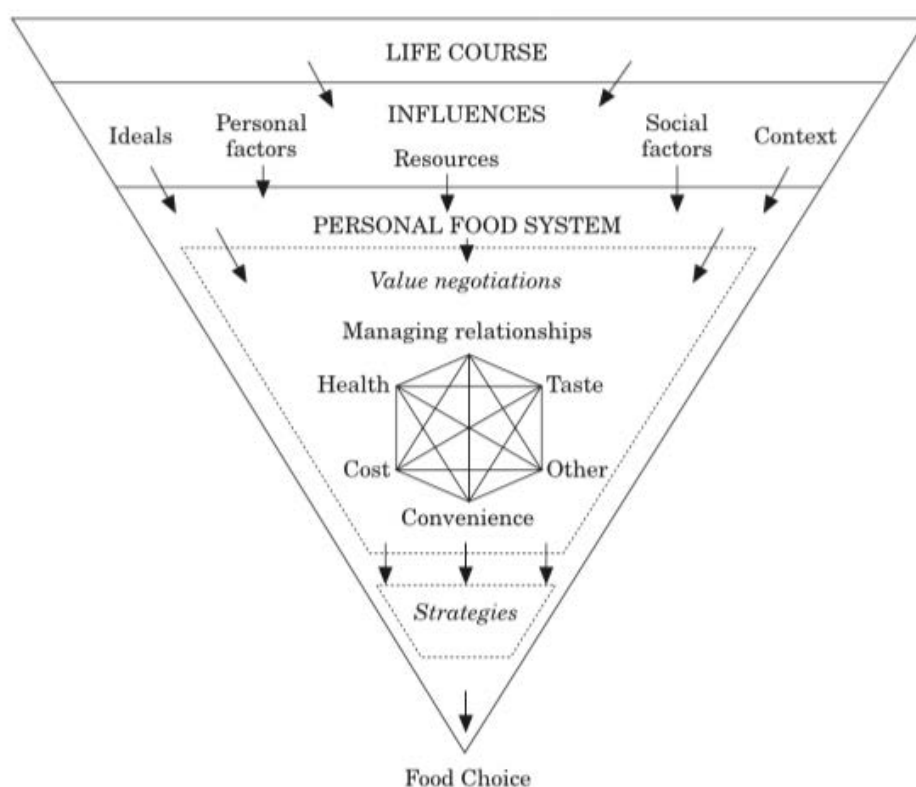 LIFE COURSE
INFLUENCES
Ideals
Personal
factors
Resources
Social
factors
Context
PERSONAL FOOD SYSTEM
Value negotiations
Managing relationships
Health
Taste
Cost
Other
Convenience
Strategies
Food Choice